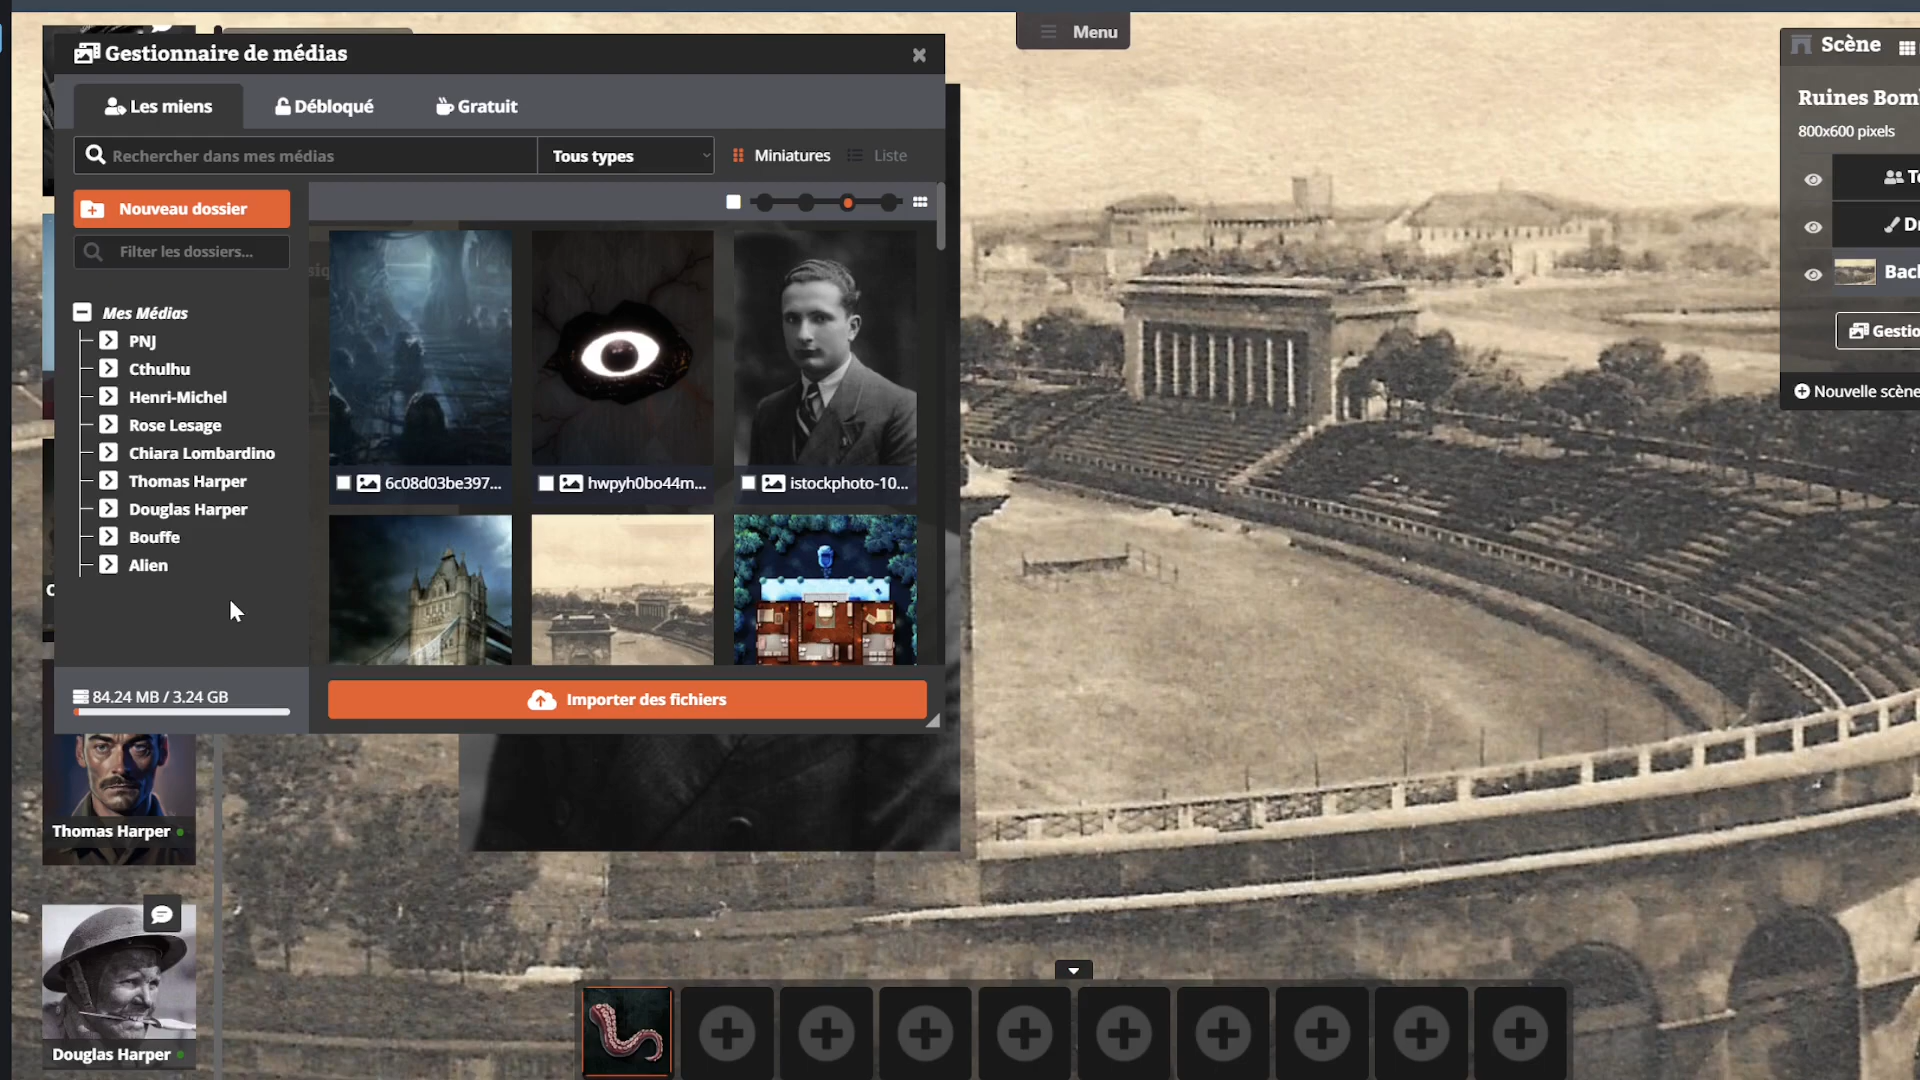 Gestionnaire de médias
Menu
Scène
Les miens
Débloqué
Gratuit
Ruines Bom
800x600 pixels
Rechercher dans mes médias
Tous types
Miniatures
Liste
Nouveau dossier
Filtrer les dossiers...
Mes Médias
PNJ
Cthulhu
Henri-Michel
Rose Lesage
Chiara Lombardino
Thomas Harper
Douglas Harper
Bouffe
Alien
6c08d03be397...
hwpyh0bo44m...
istockphoto-10...
Bac
Gestio
Nouvelle scène
84.24 MB / 3.24 GB
Importer des fichiers
Thomas Harper
Douglas Harper